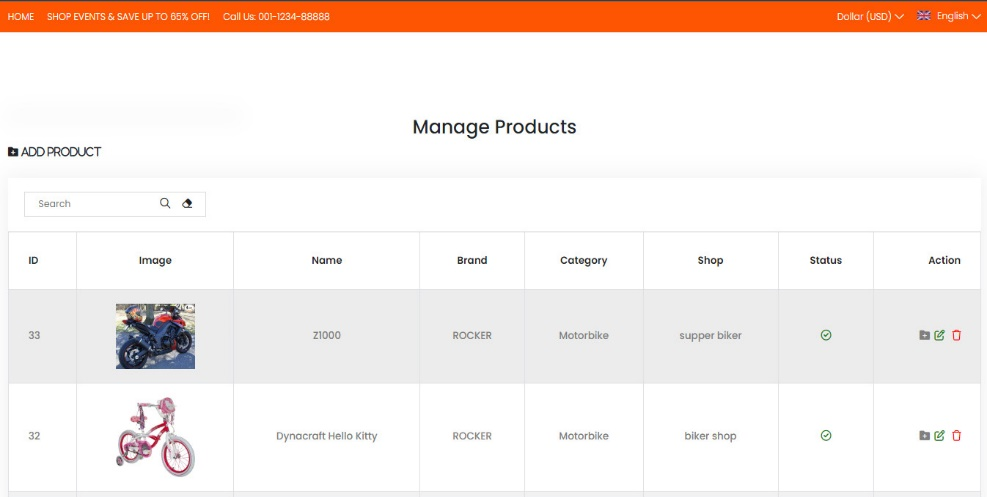 HOME SHOP EVENTS & SAVE UP TO 65% OFF! Call Us: 001-1234-88888 Dollar (USD) English
Manage Products
ADD PRODUCT
Search
ID Image Name Brand Category Shop Status Action
33 Z1000 ROCKER Motorbike supper biker
32 Dynacraft Hello Kitty ROCKER Motorbike biker shop